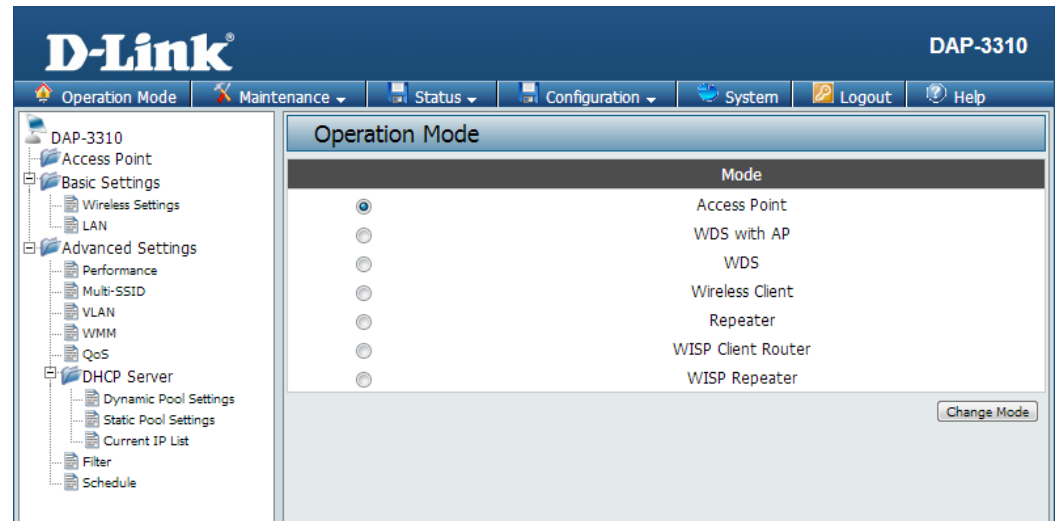 D-Link®
DAP-3310
Operation Mode
Maintenance
Status
Configuration
System
Logout
Help
DAP-3310
Access Point
Basic Settings
Wireless Settings
LAN
Advanced Settings
Performance
Multi-SSID
VLAN
WMM
QoS
DHCP Server
Dynamic Pool Settings
Static Pool Settings
Current IP List
Filter
Schedule
Operation Mode
Mode
Access Point
WDS with AP
WDS
Wireless Client
Repeater
WISP Client Router
WISP Repeater
Change Mode